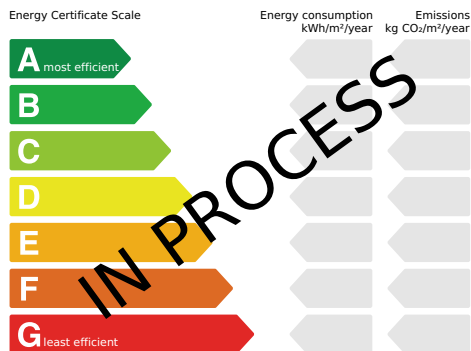 Energy Certificate Scale
Energy consumption
kWh/m²/year
Emissions
kg CO₂/m²/year
A most efficient
B
C
D
E
F
G least efficient
IN PROCESS